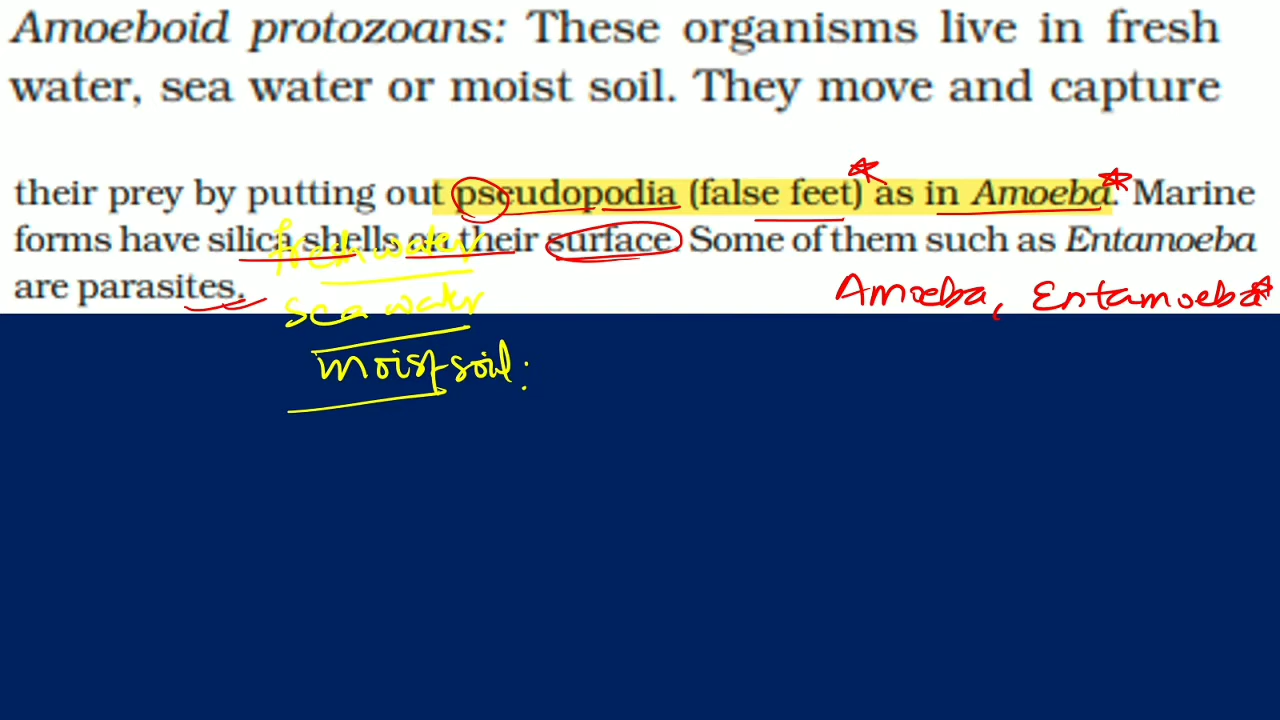 Amoeboid protozoans: These organisms live in fresh
water, sea water or moist soil. They move and capture
their prey by putting out pseudopodia (false feet) as in Amoeba. Marine
forms have silica shells on their surface. Some of them such as Entamoeba
are parasites.
Amoeba, Entamoeba
fresh water
sea water
moist soil: